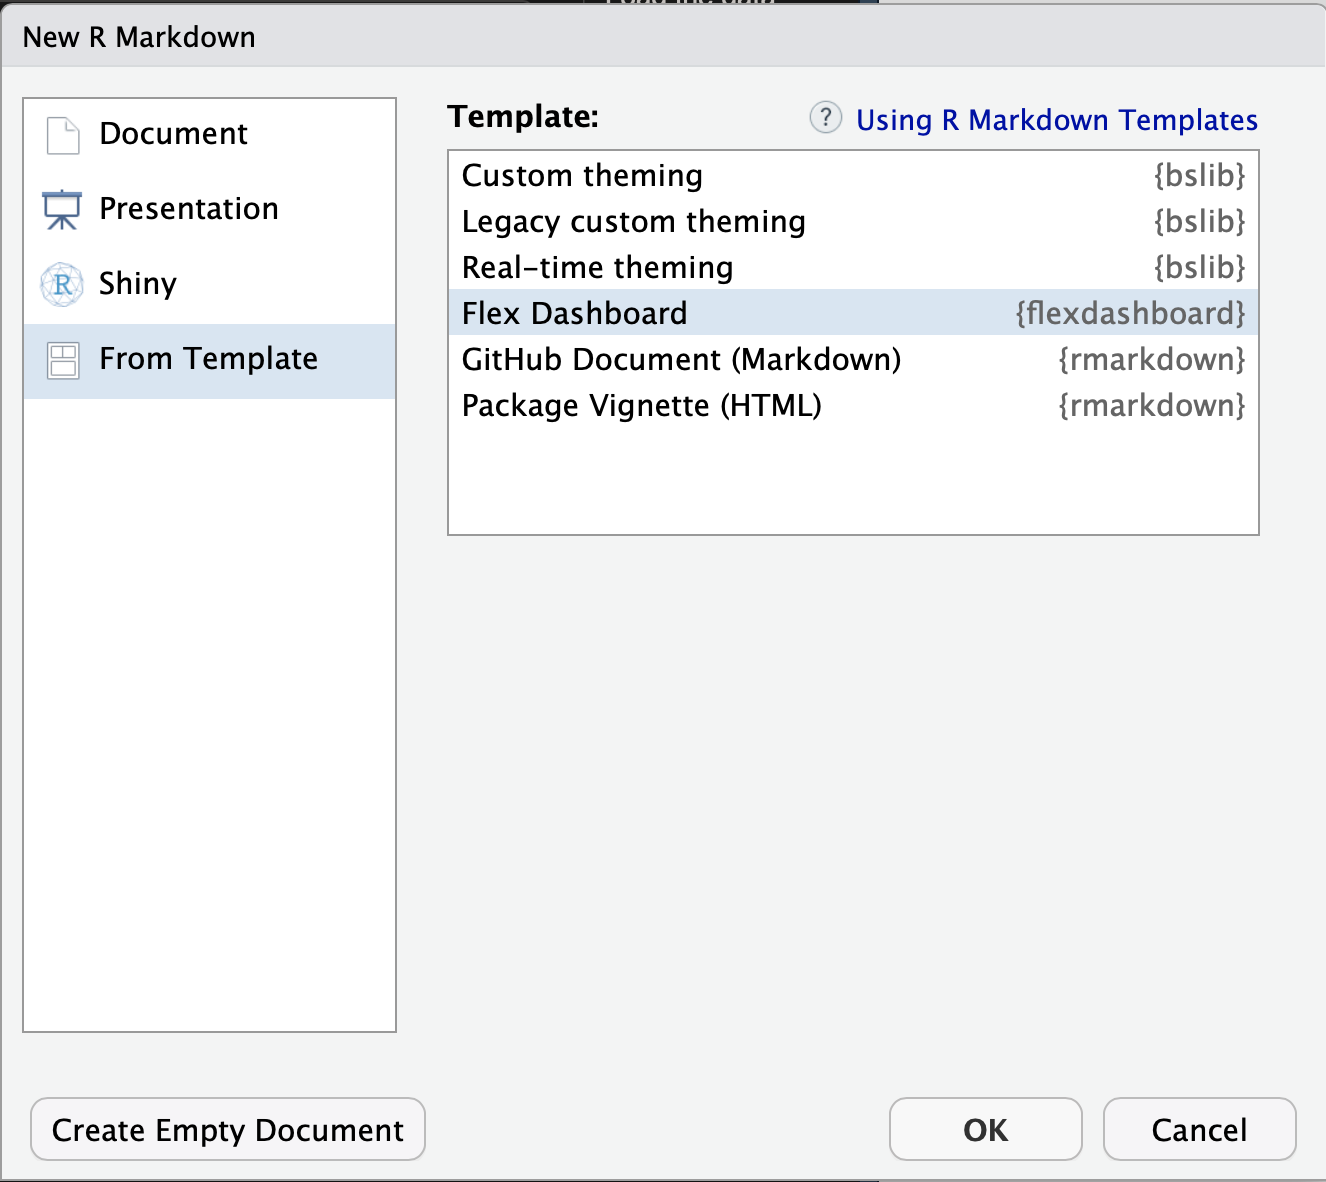 New R Markdown
Document
Presentation
Shiny
From Template
Template:
? Using R Markdown Templates
Custom theming {bslib}
Legacy custom theming {bslib}
Real-time theming {bslib}
Flex Dashboard {flexdashboard}
GitHub Document (Markdown) {rmarkdown}
Package Vignette (HTML) {rmarkdown}
Create Empty Document
OK
Cancel